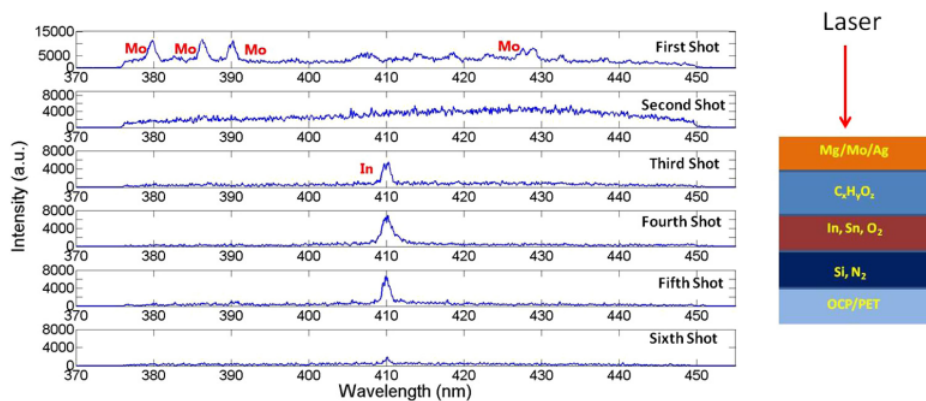 Laser
15000
10000
5000
0
Mo Mo Mo Mo
First Shot
370 380 390 400 410 420 430 440 450
8000
4000
0
Second Shot
370 380 390 400 410 420 430 440 450
8000
4000
0
In
Third Shot
370 380 390 400 410 420 430 440 450
8000
4000
0
Fourth Shot
370 380 390 400 410 420 430 440 450
8000
4000
0
Fifth Shot
370 380 390 400 410 420 430 440 450
8000
4000
0
Sixth Shot
370 380 390 400 410 420 430 440 450
Intensity (a.u.)
Wavelength (nm)
Mg/Mo/Ag
CₓHᵧO₂
In, Sn, O₂
Si, N₂
OCP/PET